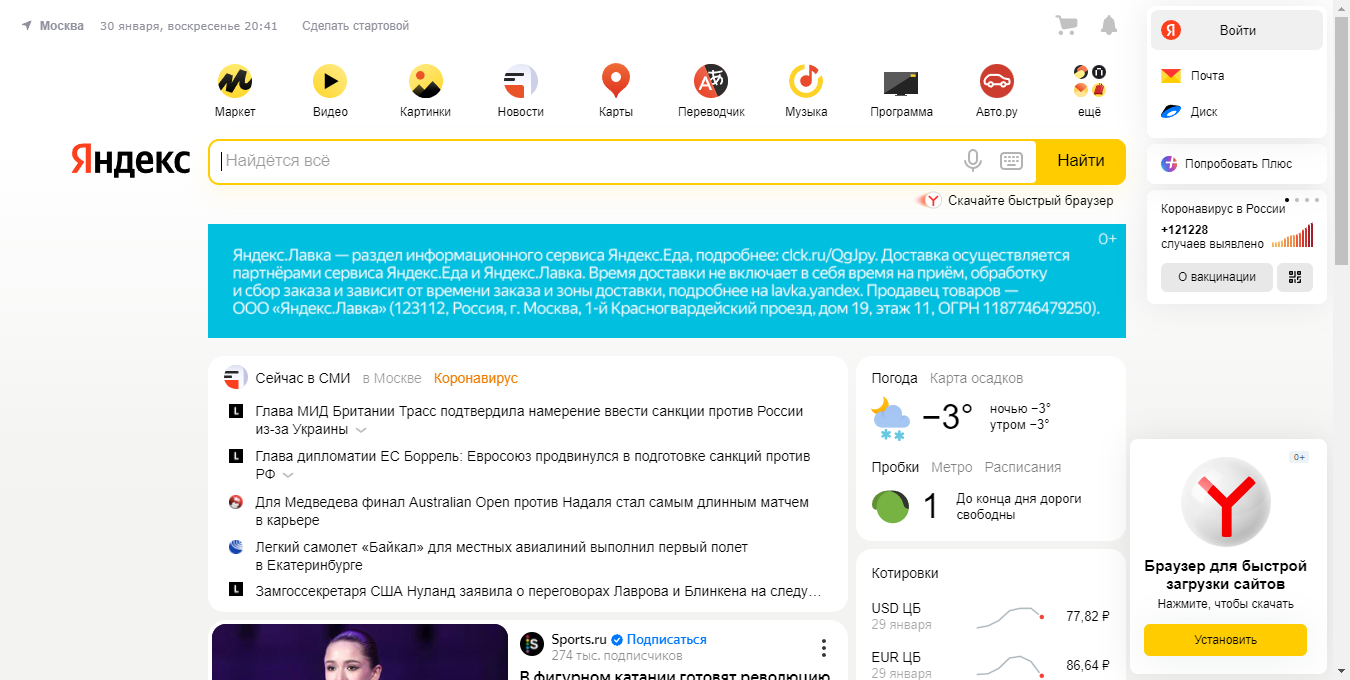 Москва 30 января, воскресенье 20:41 Сделать стартовой
Войти
Почта
Диск
Маркет Видео Картинки Новости Карты Переводчик Музыка Программа Авто.ру ещё
Яндекс Найдётся всё Найти
Попробовать Плюс
Скачайте быстрый браузер
Коронавирус в России
+121228
случаев выявлено
О вакцинации
0+
Яндекс.Лавка — раздел информационного сервиса Яндекс.Еда, подробнее: clck.ru/QgJpy. Доставка осуществляется
партнёрами сервиса Яндекс.Еда и Яндекс.Лавка. Время доставки не включает в себя время на приём, обработку
и сбор заказа и зависит от времени заказа и зоны доставки, подробнее на lavka.yandex. Продавец товаров —
ООО «Яндекс.Лавка» (123112, Россия, г. Москва, 1-й Красногвардейский проезд, дом 19, этаж 11, ОГРН 1187746479250).
Сейчас в СМИ в Москве Коронавирус
Глава МИД Британии Трасс подтвердила намерение ввести санкции против России
из-за Украины
Глава дипломатии ЕС Боррель: Евросоюз продвинулся в подготовке санкций против
РФ
Для Медведева финал Australian Open против Надаля стал самым длинным матчем
в карьере
Легкий самолет «Байкал» для местных авиалиний выполнил первый полет
в Екатеринбурге
Замгоссекретаря США Нуланд заявила о переговорах Лаврова и Блинкена на следу…
Погода Карта осадков
−3° ночью −3°
утром −3°
Пробки Метро Расписания
1 До конца дня дороги
свободны
Котировки
USD ЦБ 77,82 ₽
29 января
EUR ЦБ 86,64 ₽
29 января
0+
Браузер для быстрой
загрузки сайтов
Нажмите, чтобы скачать
Установить
Sports.ru Подписаться
274 тыс. подписчиков
В фигурном катании готовят революцию